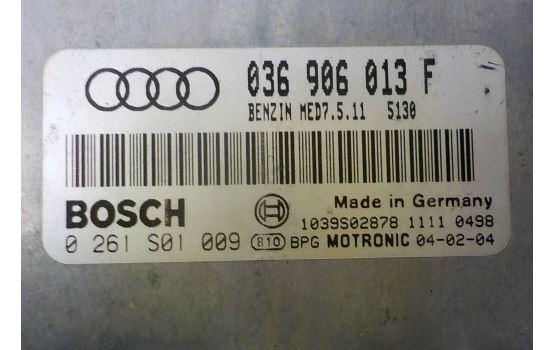 036 906 013 F
BENZIN MED7.5.11 5130
BOSCH
Made in Germany
1039S02878 1111 0498
0 261 S01 009 810 BPG MOTRONIC 04-02-04